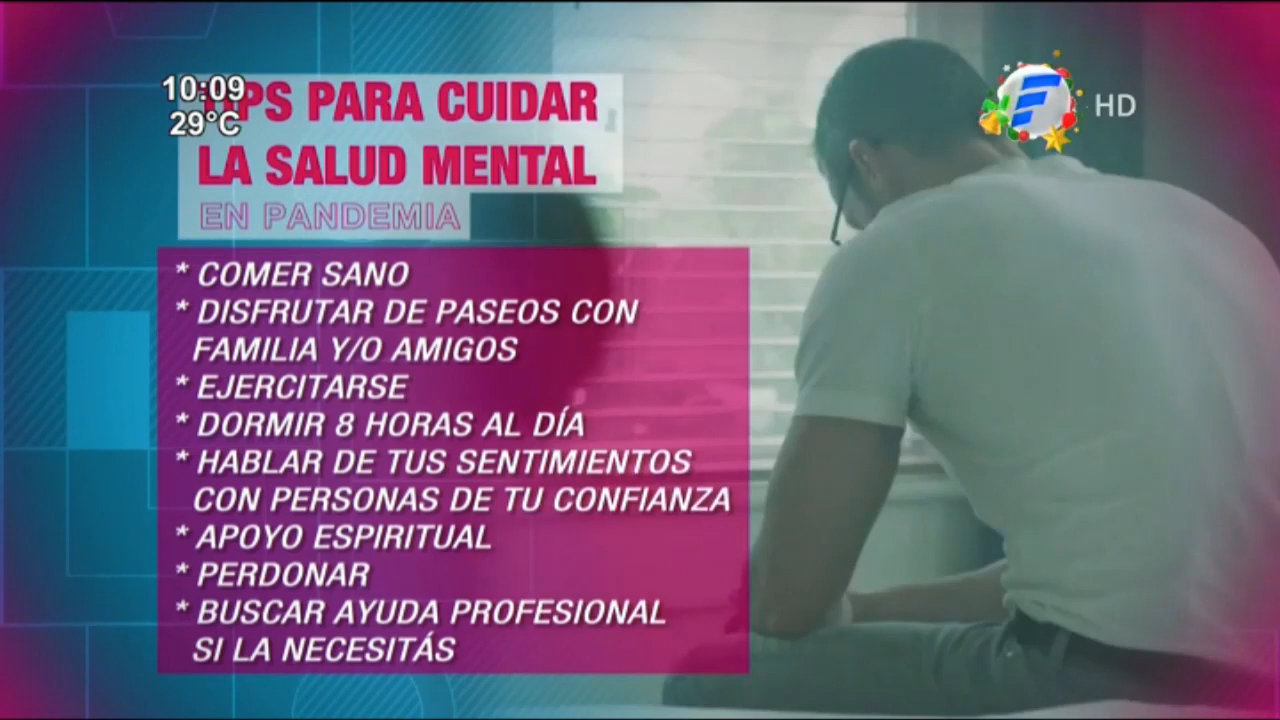 10:09
29°C
TIPS PARA CUIDAR
LA SALUD MENTAL
EN PANDEMIA
* COMER SANO
* DISFRUTAR DE PASEOS CON
FAMILIA Y/O AMIGOS
* EJERCITARSE
* DORMIR 8 HORAS AL DÍA
* HABLAR DE TUS SENTIMIENTOS
CON PERSONAS DE TU CONFIANZA
* APOYO ESPIRITUAL
* PERDONAR
* BUSCAR AYUDA PROFESIONAL
SI LA NECESITÁS
HD